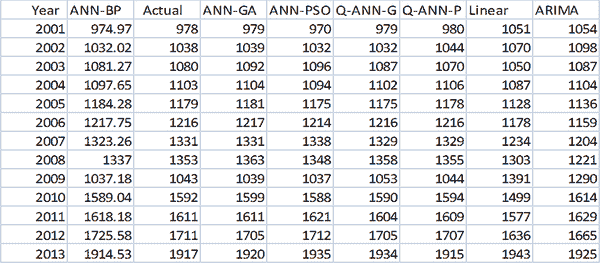 Year ANN-BP Actual ANN-GA ANN-PSO Q-ANN-G Q-ANN-P Linear ARIMA
2001 974.97 978 979 970 979 980 1051 1054
2002 1032.02 1038 1039 1032 1032 1044 1070 1098
2003 1081.27 1080 1092 1096 1087 1070 1050 1087
2004 1097.65 1103 1104 1094 1102 1106 1087 1104
2005 1184.28 1179 1181 1175 1175 1178 1128 1136
2006 1217.75 1216 1217 1214 1216 1216 1178 1159
2007 1323.26 1331 1331 1338 1329 1329 1234 1204
2008 1337 1353 1363 1348 1358 1355 1303 1221
2009 1037.18 1043 1039 1037 1053 1044 1391 1290
2010 1589.04 1592 1599 1588 1590 1594 1499 1614
2011 1618.18 1611 1611 1621 1604 1609 1577 1629
2012 1725.58 1711 1705 1712 1705 1707 1636 1665
2013 1914.53 1917 1920 1935 1934 1915 1943 1925